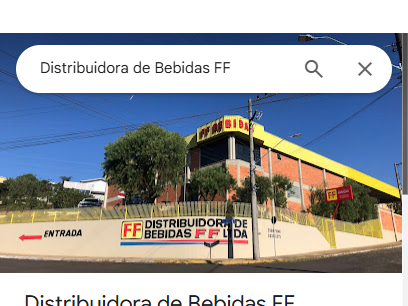 Distribuidora de Bebidas FF
FF BEBIDAS
ENTRADA
FF DISTRIBUIDORA DE
BEBIDAS FF LTDA
Distribuidora de Bebidas FF